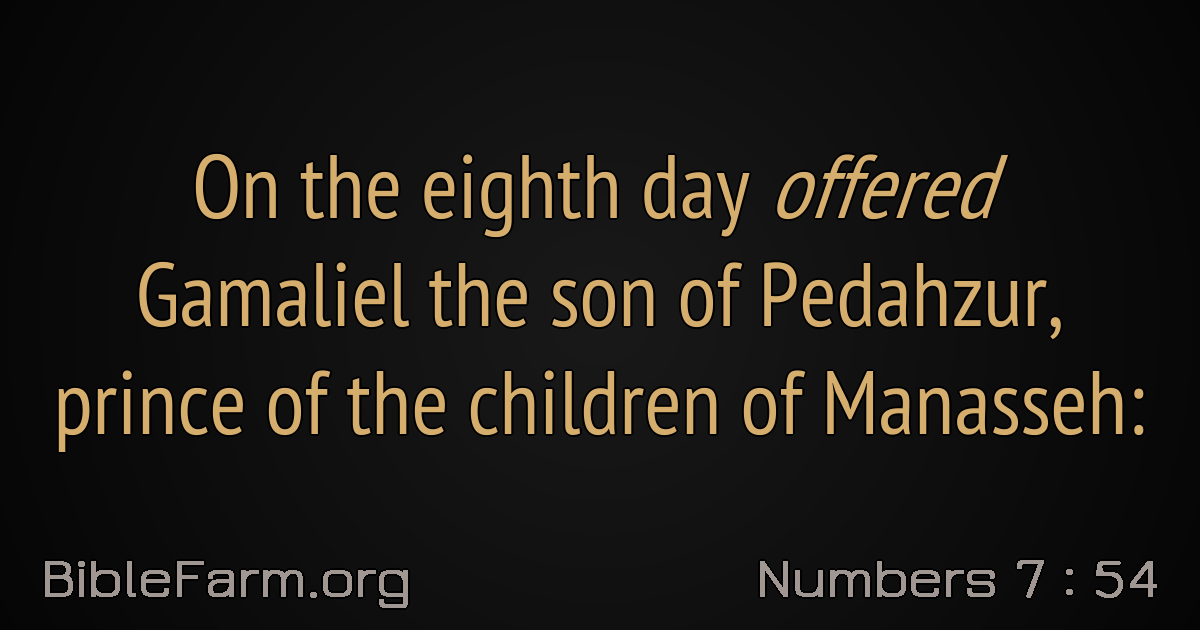 On the eighth day offered
Gamaliel the son of Pedahzur,
prince of the children of Manasseh:
BibleFarm.org
Numbers 7 : 54